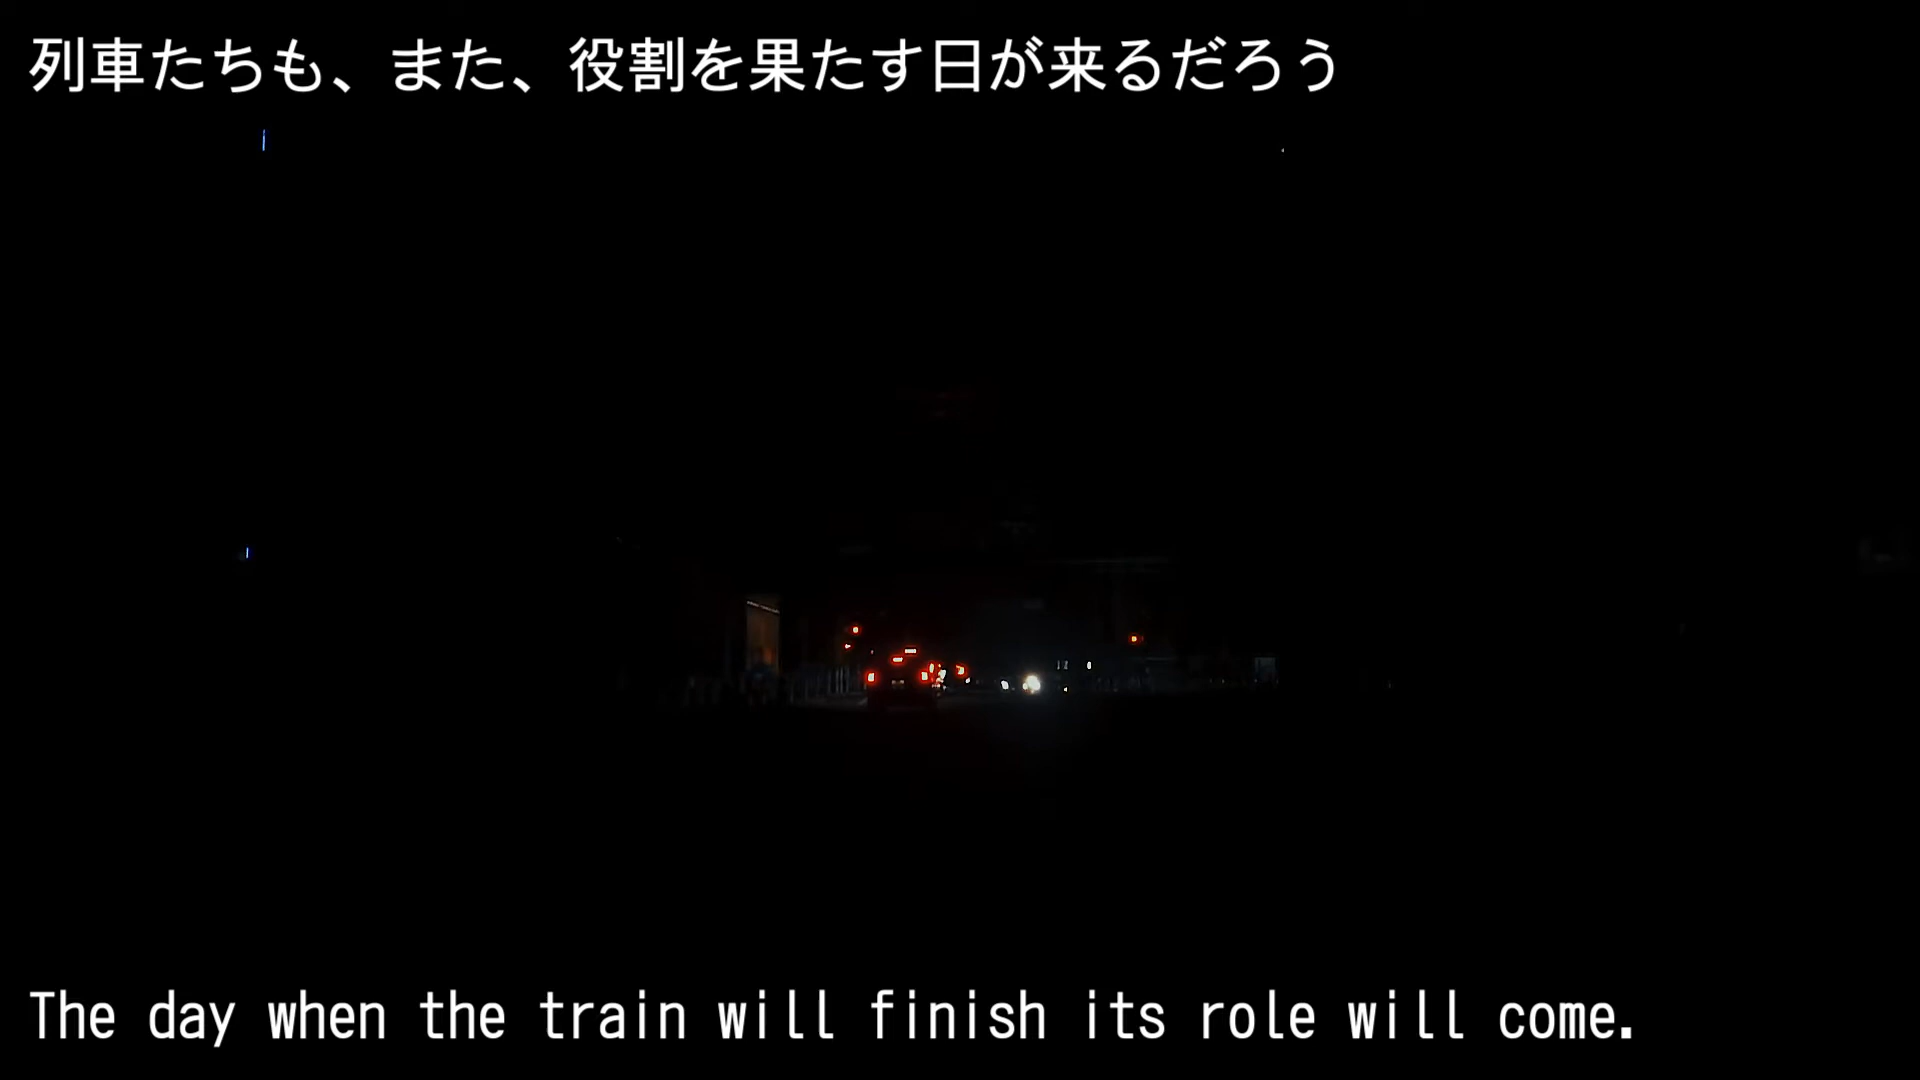 列車たちも、また、役割を果たす日が来るだろう
The day when the train will finish its role will come.